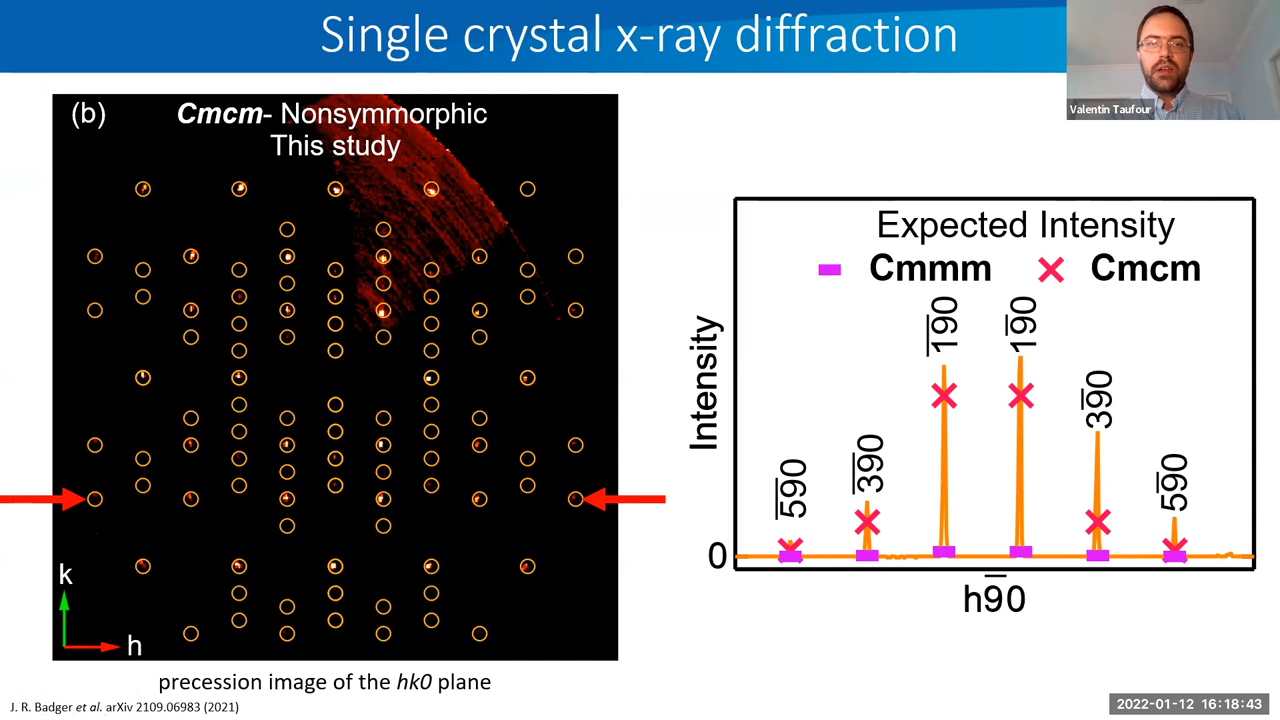 Single crystal x-ray diffraction
Valentin Taufour
(b)
Cmcm- Nonsymmorphic
This study
k
h
precession image of the hk0 plane
J. R. Badger et al. arXiv 2109.06983 (2021)
Expected Intensity
Cmmm
Cmcm
Intensity
0
5̅9̅0
3̅9̅0
1̅9̅0
19̅0
39̅0
59̅0
h9̅0
2022-01-12 16:18:43